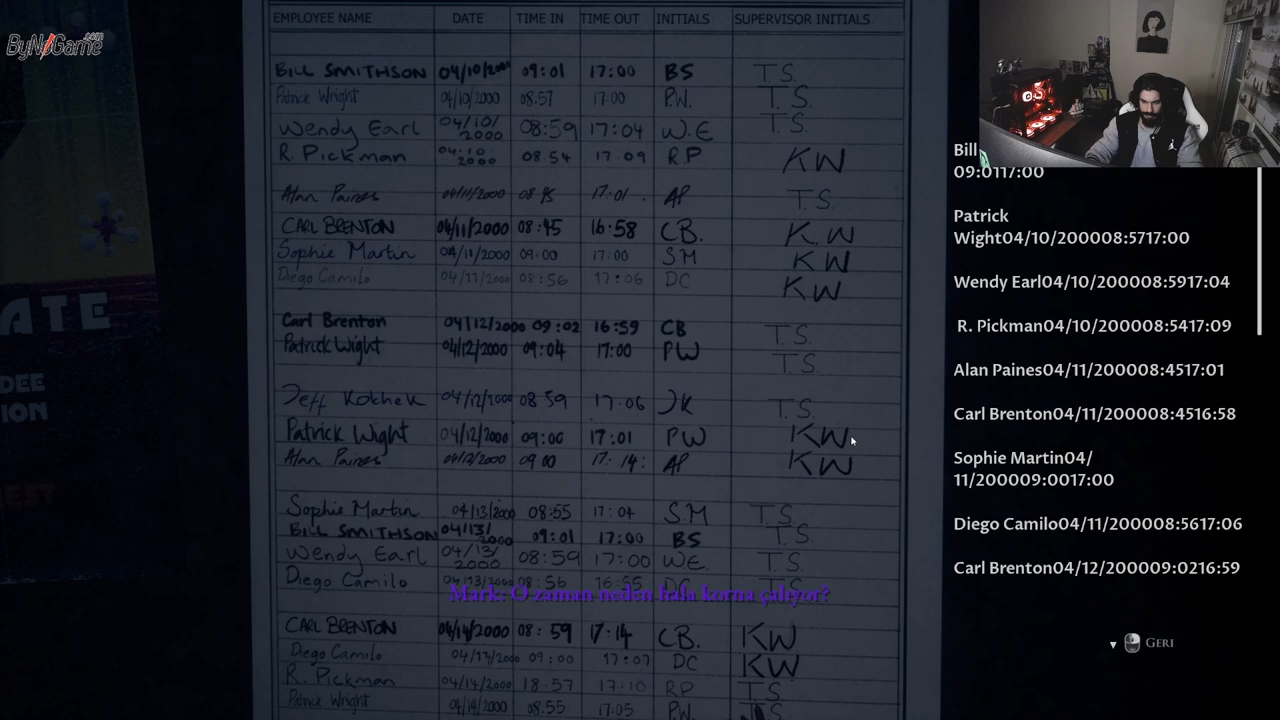 EMPLOYEE NAME DATE TIME IN TIME OUT INITIALS SUPERVISOR INITIALS
ByNoGame.com
BILL SMITHSON 04/10/2000 09:01 17:00 BS T.S.
Patrick Wright 04/10/2000 08:57 17:00 P.W. T.S.
Wendy Earl 04/10/2000 08:59 17:04 W.E T.S.
R. Pickman 04.10.2000 08.54 17.09 RP KW
Alan Paines 04/11/2000 08:45 17:01 AP T.S.
CARL BRENTON 04/11/2000 08:45 16:58 CB. K.W
Sophie Martin 04/11/2000 09:00 17:00 SM KW
Diego Camilo 04/11/2000 08:56 17:06 DC KW
Carl Brenton 04/12/2000 09:02 16:59 CB T.S.
Patrick Wight 04/12/2000 09:04 17:00 PW T.S.
Jeff Kothek 04/12/2000 08 59 17.06 JK T.S.
Patrick Wight 04/12/2000 09:00 17:01 PW KW
Alan Paines 04/12/2000 09 00 17:14: AP KW
Sophie Martin 04/13/2000 08:55 17:07 S.M T.S.
BILL SMITHSON 04/13/2000 09:01 17:00 BS T.S.
Wendy Earl 04/13/2000 08:59 17:00 WE. T.S.
Diego Camilo 04/13/2000 08:56 16:55 DC T.S.
Mark: O zaman neden hâlâ korna çalıyor?
CARL BRENTON 04/14/2000 08:59 17:14 CB. KW
Diego Camilo 04/14/2000 09:00 17:07 DC KW
R. Pickman 04/14/2000 18:57 17:10 RP T.S.
Patrick Wright 04/14/2000 08.55 17.05 P.W. T.S
ATE
DEE
ION
EST
Bill
09:0117:00
Patrick
Wight04/10/200008:5717:00
Wendy Earl04/10/200008:5917:04
R. Pickman04/10/200008:5417:09
Alan Paines04/11/200008:4517:01
Carl Brenton04/11/200008:4516:58
Sophie Martin04/
11/200009:0017:00
Diego Camilo04/11/200008:5617:06
Carl Brenton04/12/200009:0216:59
GERI